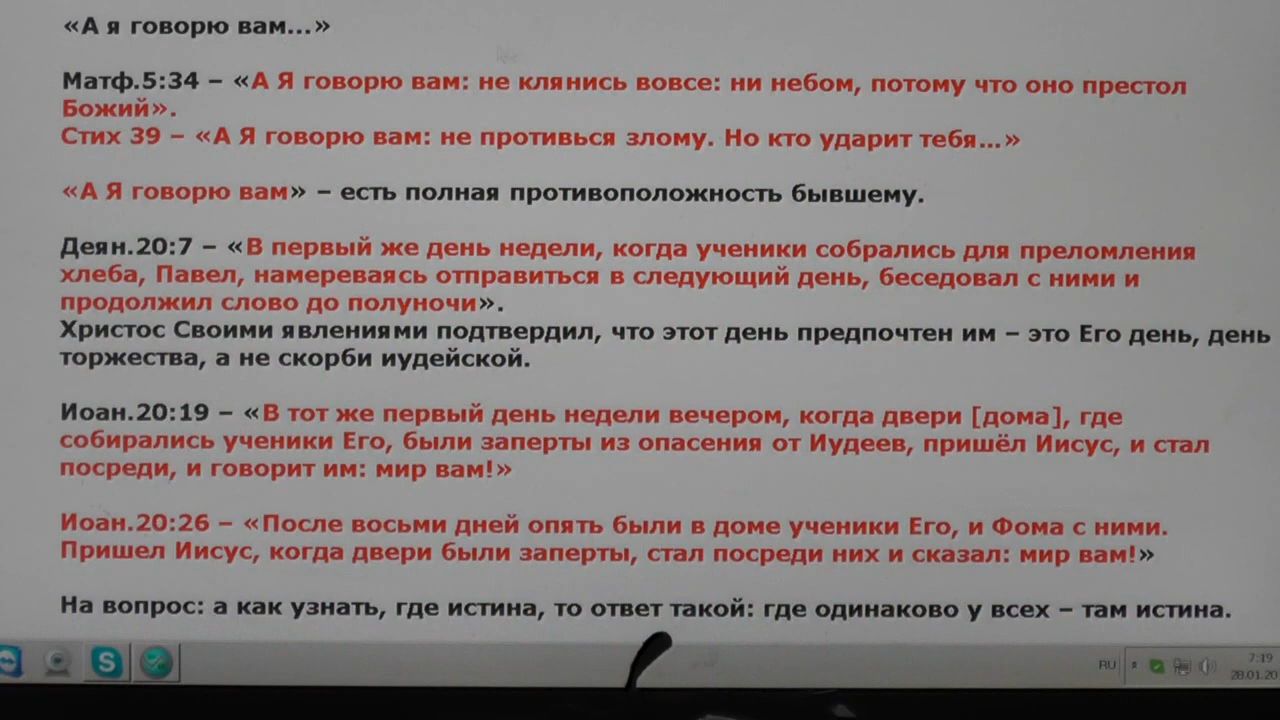 «А я говорю вам...»
Матф.5:34 – «А Я говорю вам: не клянись вовсе: ни небом, потому что оно престол
Божий».
Стих 39 – «А Я говорю вам: не противься злому. Но кто ударит тебя...»
«А Я говорю вам» – есть полная противоположность бывшему.
Деян.20:7 – «В первый же день недели, когда ученики собрались для преломления
хлеба, Павел, намереваясь отправиться в следующий день, беседовал с ними и
продолжил слово до полуночи».
Христос Своими явлениями подтвердил, что этот день предпочтен им – это Его день, день
торжества, а не скорби иудейской.
Иоан.20:19 – «В тот же первый день недели вечером, когда двери [дома], где
собирались ученики Его, были заперты из опасения от Иудеев, пришёл Иисус, и стал
посреди, и говорит им: мир вам!»
Иоан.20:26 – «После восьми дней опять были в доме ученики Его, и Фома с ними.
Пришел Иисус, когда двери были заперты, стал посреди них и сказал: мир вам!»
На вопрос: а как узнать, где истина, то ответ такой: где одинаково у всех – там истина.
RU
7:19
28.01.20